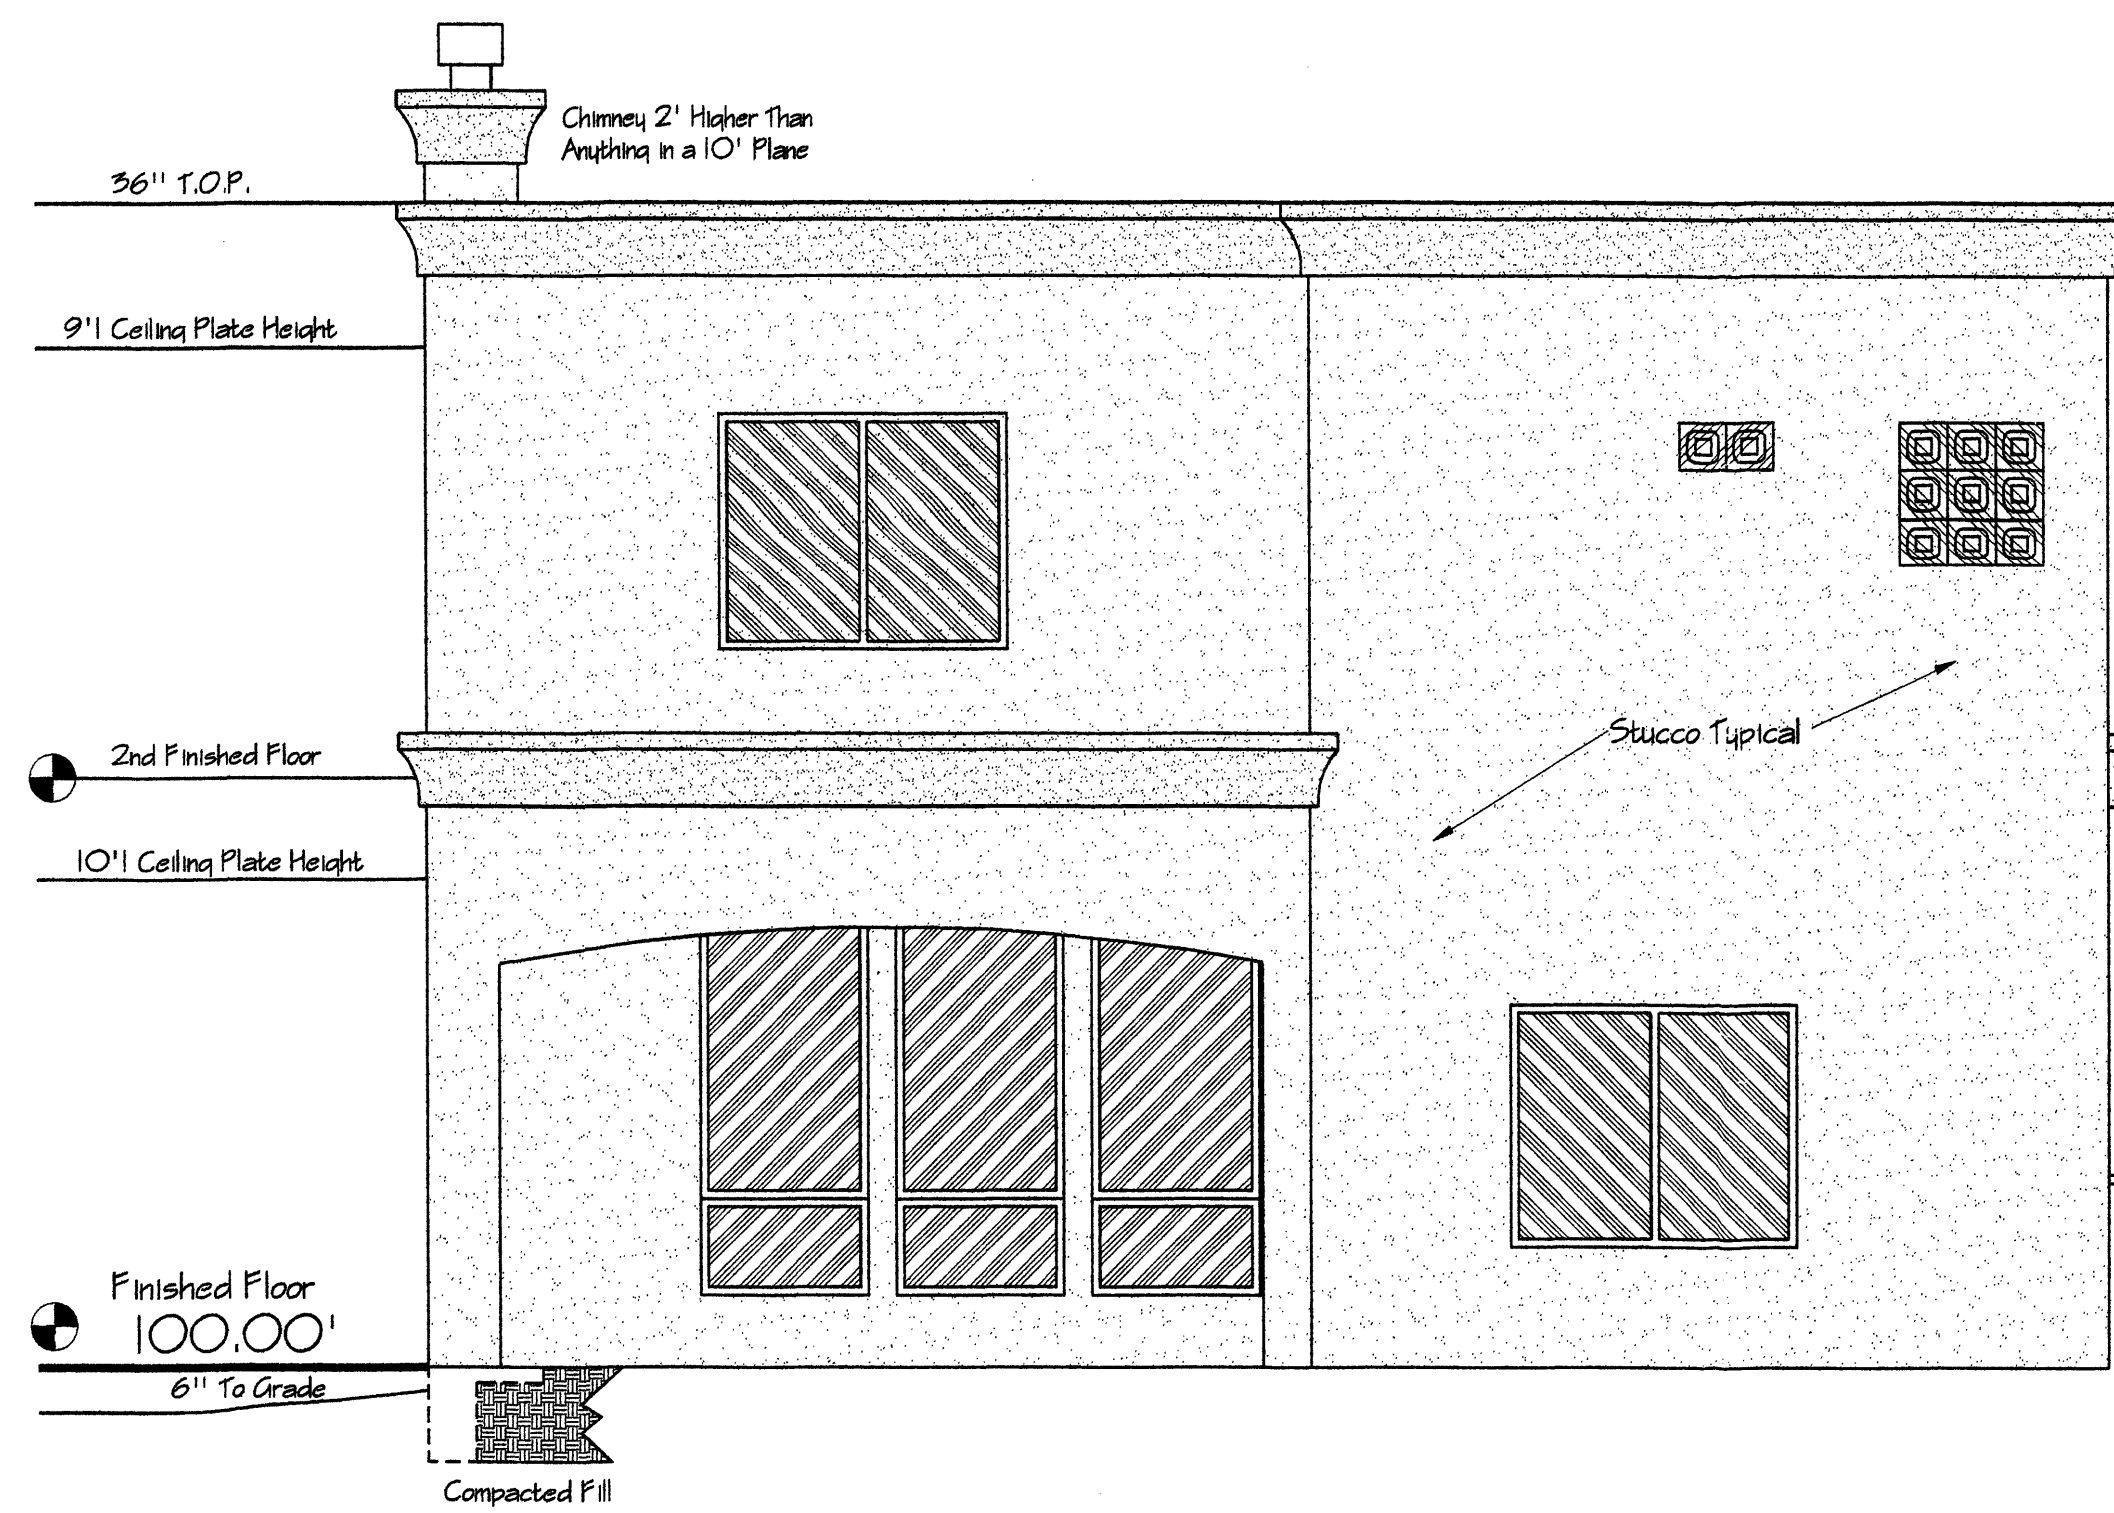 Chimney 2' Higher Than
Anything in a 10' Plane
36" T.O.P.
9'1 Ceiling Plate Height
Stucco Typical
2nd Finished Floor
10'1 Ceiling Plate Height
Finished Floor
100.00'
6" To Grade
Compacted Fill